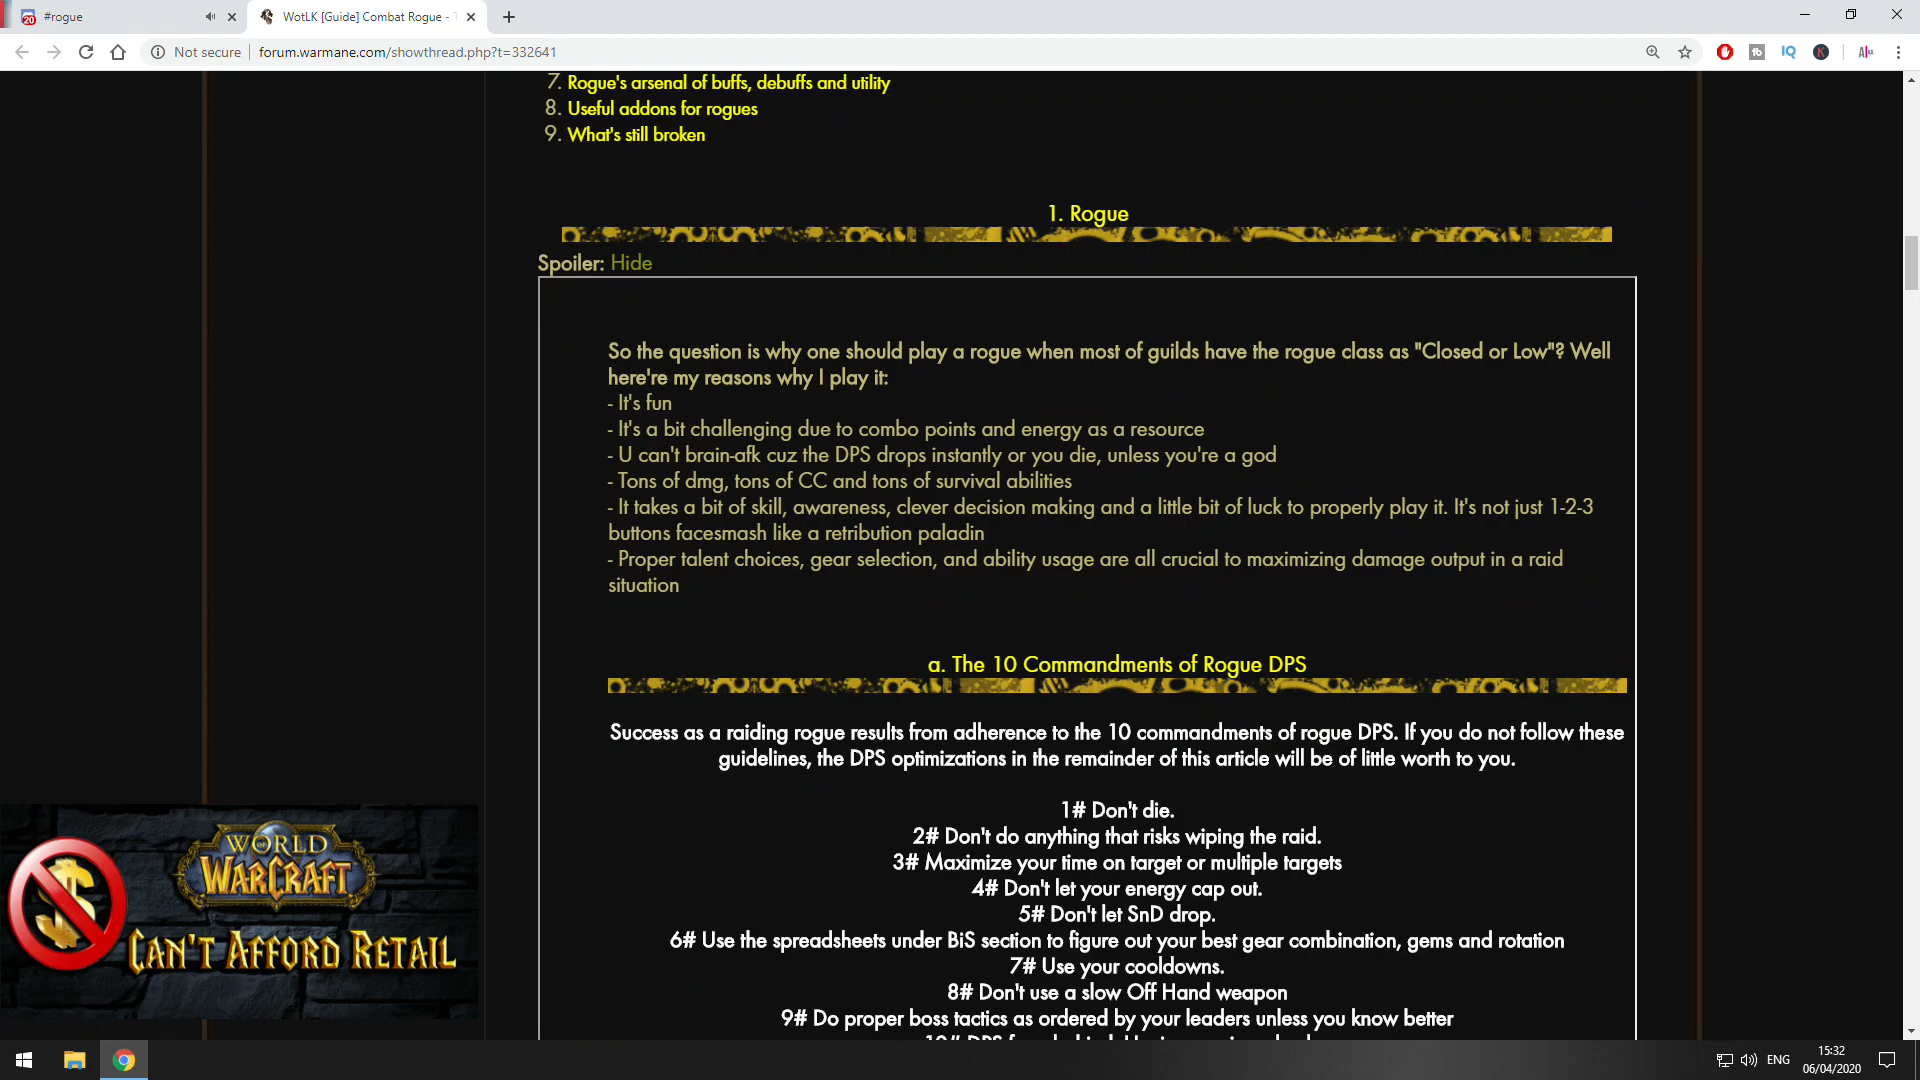 #rogue
WotLK [Guide] Combat Rogue -
Not secure
forum.warmane.com/showthread.php?t=332641
7. Rogue's arsenal of buffs, debuffs and utility
8. Useful addons for rogues
9. What's still broken
1. Rogue
Spoiler: Hide
So the question is why one should play a rogue when most of guilds have the rogue class as "Closed or Low"? Well
here're my reasons why I play it:
- It's fun
- It's a bit challenging due to combo points and energy as a resource
- U can't brain-afk cuz the DPS drops instantly or you die, unless you're a god
- Tons of dmg, tons of CC and tons of survival abilities
- It takes a bit of skill, awareness, clever decision making and a little bit of luck to properly play it. It's not just 1-2-3
buttons facesmash like a retribution paladin
- Proper talent choices, gear selection, and ability usage are all crucial to maximizing damage output in a raid
situation
a. The 10 Commandments of Rogue DPS
Success as a raiding rogue results from adherence to the 10 commandments of rogue DPS. If you do not follow these
guidelines, the DPS optimizations in the remainder of this article will be of little worth to you.
1# Don't die.
2# Don't do anything that risks wiping the raid.
3# Maximize your time on target or multiple targets
4# Don't let your energy cap out.
5# Don't let SnD drop.
6# Use the spreadsheets under BiS section to figure out your best gear combination, gems and rotation
7# Use your cooldowns.
8# Don't use a slow Off Hand weapon
9# Do proper boss tactics as ordered by your leaders unless you know better
WORLD
OF
WARCRAFT
CAN'T AFFORD RETAIL
ENG
15:32
06/04/2020